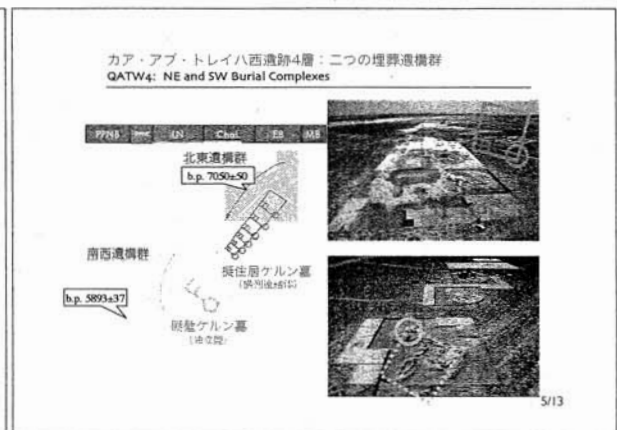 カア・アブ・トレイハ西遺跡4層：二つの埋葬遺構群
QATW4: NE and SW Burial Complexes
PPNB LN Chal. EB MB
北東遺構群
b.p. 7050±50
南西遺構群
擬住居ケルン墓
b.p. 5893±37
擬壁ケルン墓
5/13